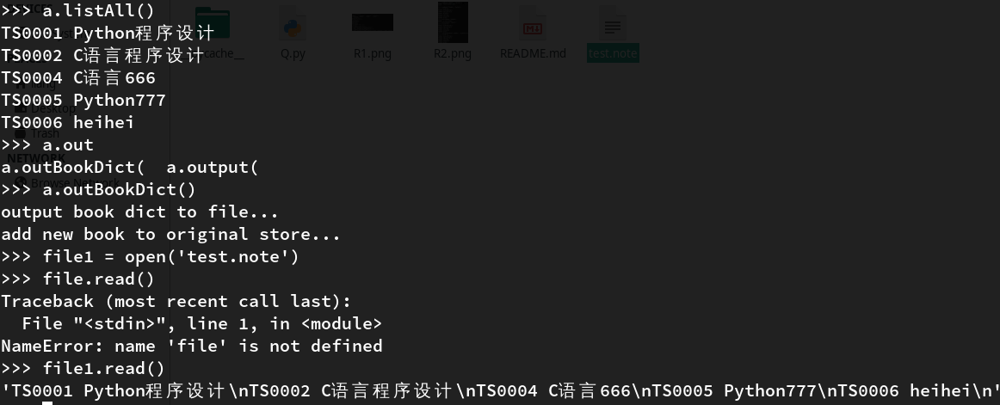 >>> a.listAll()
TS0001 Python程序设计
TS0002 C语言程序设计
TS0004 C语言666
TS0005 Python777
TS0006 heihei
>>> a.out
a.outBookDict(  a.output(
>>> a.outBookDict()
output book dict to file...
add new book to original store...
>>> file1 = open('test.note')
>>> file.read()
Traceback (most recent call last):
  File "<stdin>", line 1, in <module>
NameError: name 'file' is not defined
>>> file1.read()
'TS0001 Python程序设计\nTS0002 C语言程序设计\nTS0004 C语言666\nTS0005 Python777\nTS0006 heihei\n'
Q.py
R1.png
R2.png
README.md
test.note
Desktop
Trash
NETWORK
Browse Network